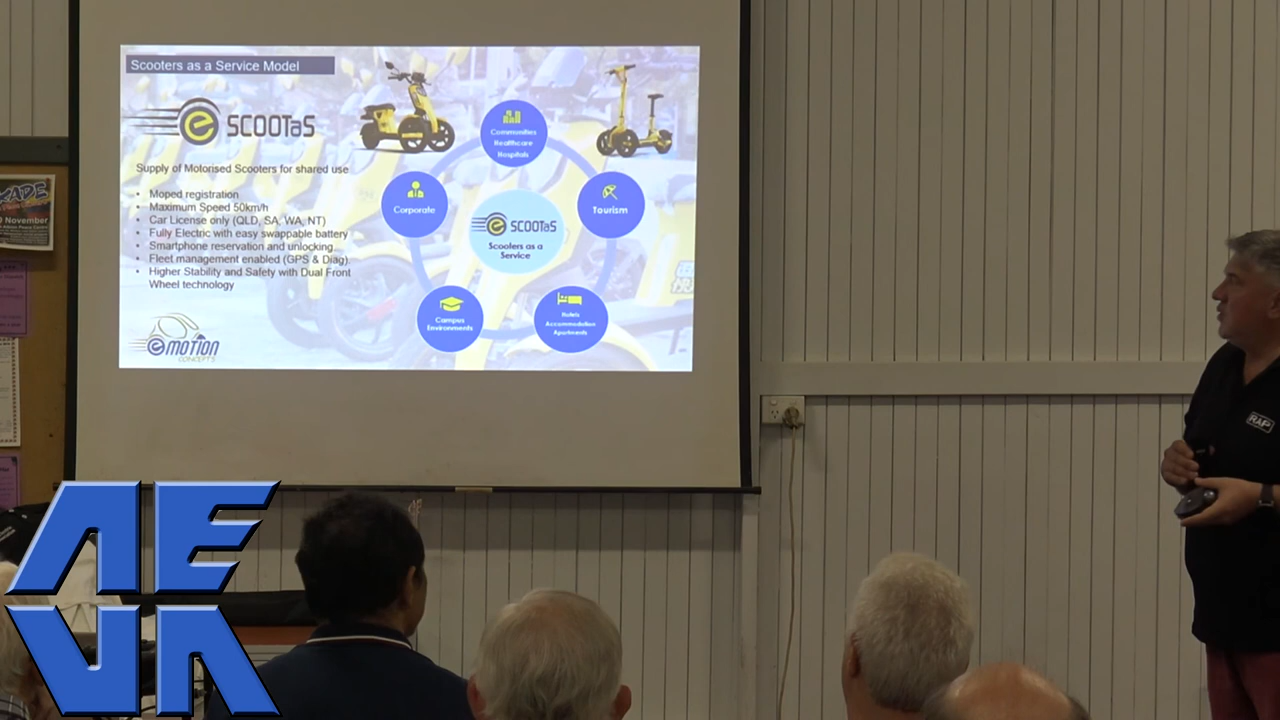 Scooters as a Service Model
e SCOOTaS
Supply of Motorised Scooters for shared use
• Moped registration
• Maximum Speed 50km/h
• Car License only (QLD, SA, WA, NT)
• Fully Electric with easy swappable battery
• Smartphone reservation and unlocking
• Fleet management enabled (GPS & Diag).
• Higher Stability and Safety with Dual Front
Wheel technology
eMOTION
CONCEPTS
Communities
Healthcare
Hospitals
Corporate
Tourism
e SCOOTaS
Scooters as a
Service
Campus
Environments
Hotels
Accommodation
Apartments
November
RAP
AEVA